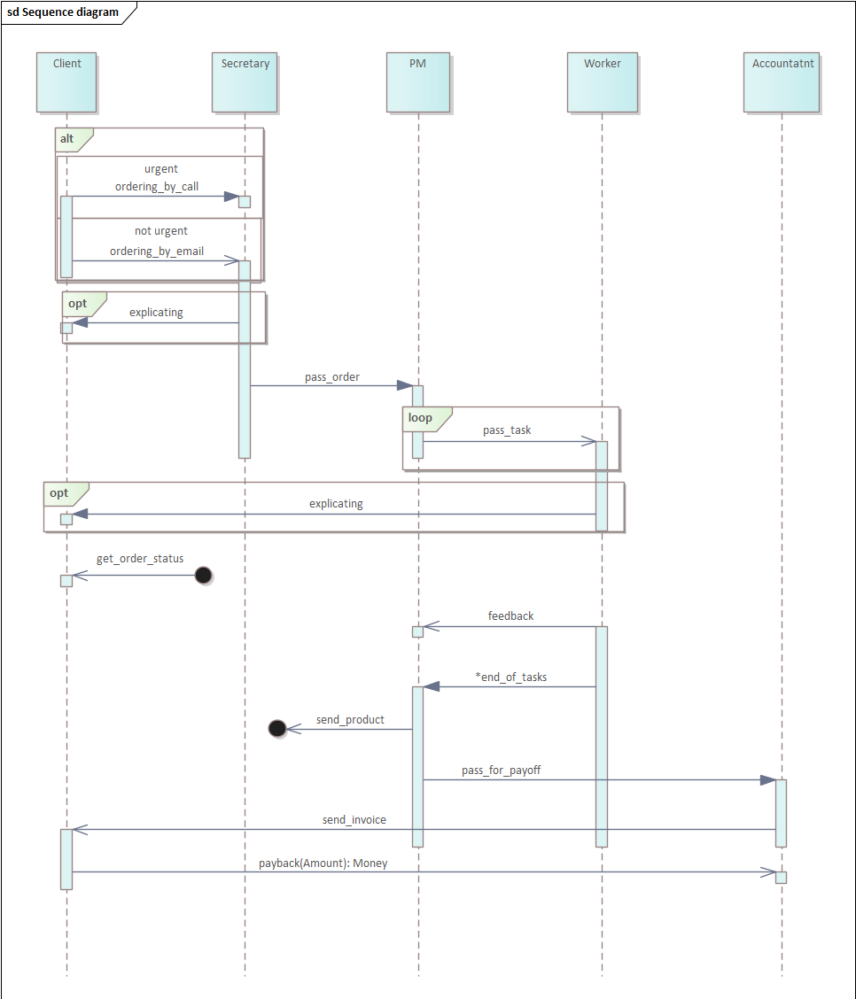 sd Sequence diagram
Client
Secretary
PM
Worker
Accountatnt
alt
urgent
ordering_by_call
not urgent
ordering_by_email
opt
explicating
pass_order
loop
pass_task
opt
explicating
get_order_status
feedback
*end_of_tasks
send_product
pass_for_payoff
send_invoice
payback(Amount): Money